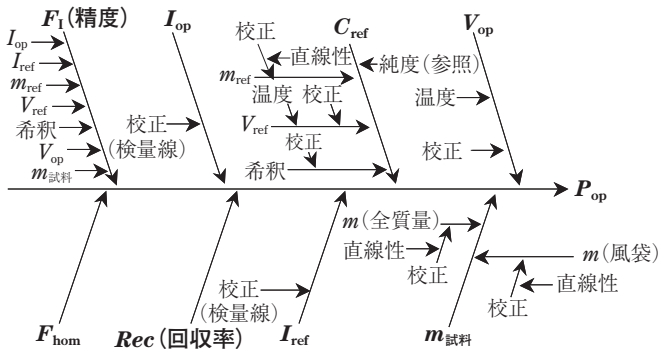 F_I(精度)
I_op
C_ref
V_op
I_op
I_ref
m_ref
V_ref
希釈
V_op
m_試料
校正
(検量線)
校正
直線性
m_ref
純度(参照)
温度
校正
V_ref
校正
希釈
温度
校正
P_op
m(全質量)
直線性
校正
m(風袋)
直線性
校正
校正
(検量線)
F_hom
Rec(回収率)
I_ref
m_試料